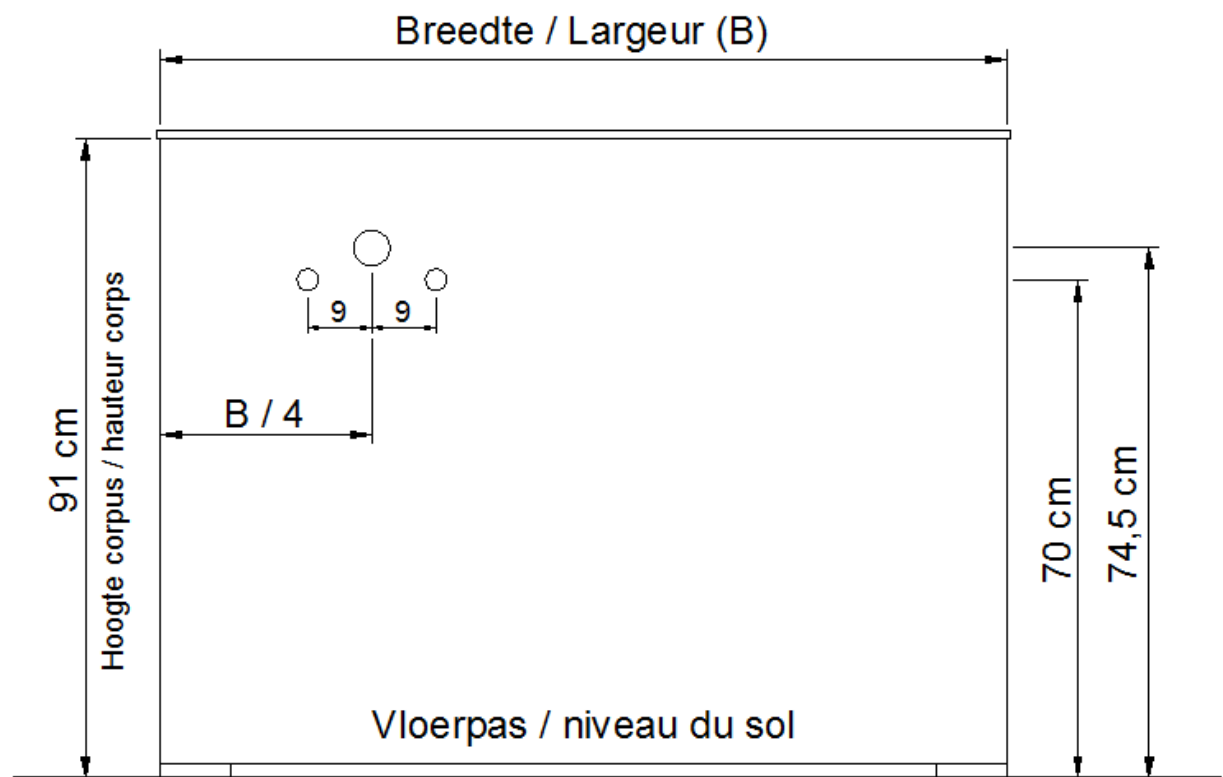 Breedte / Largeur (B)
9
9
B / 4
91 cm
Hoogte corpus / hauteur corps
70 cm
74,5 cm
Vloerpas / niveau du sol